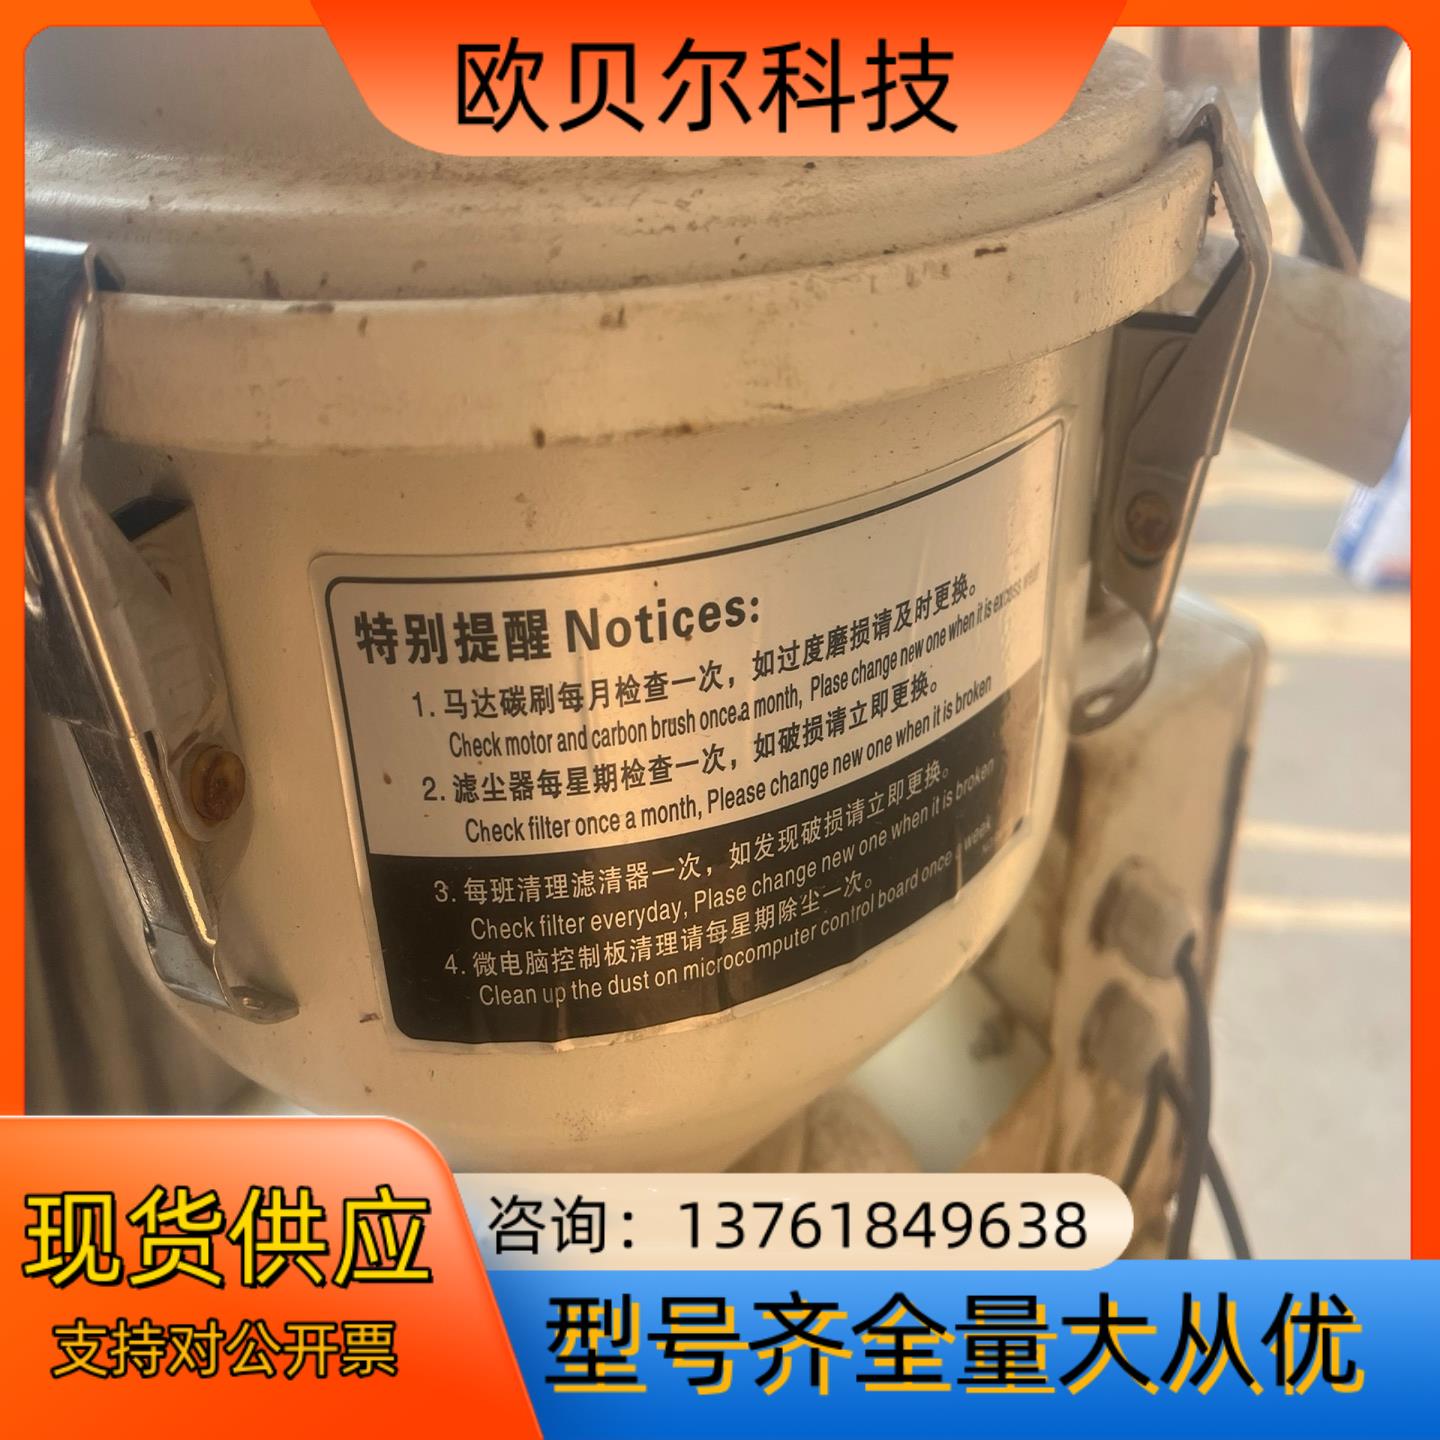 欧贝尔科技
特别提醒 Notices:
1. 马达碳刷每月检查一次，如过度磨损请及时更换。
Check motor and carbon brush once a month, Plase change new one when it is excess wear
2. 滤尘器每星期检查一次，如破损请立即更换。
Check filter once a month, Please change new one when it is broken
3. 每班清理滤清器一次，如发现破损请立即更换。
Check filter everyday, Plase change new one when it is broken
4. 微电脑控制板清理请每星期除尘一次。
Clean up the dust on microcomputer control board once a week
现货供应
支持对公开票
咨询：13761849638
型号齐全量大从优